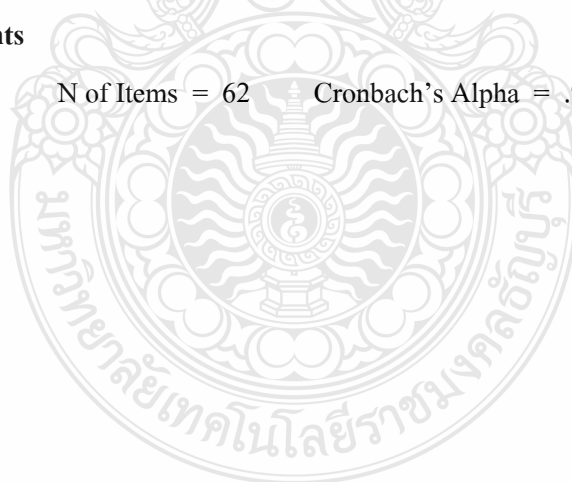 N of Items = 62 Cronbach's Alpha = .
มหาวิทยาลัยเทคโนโลยีราชมงคลธัญบุรี